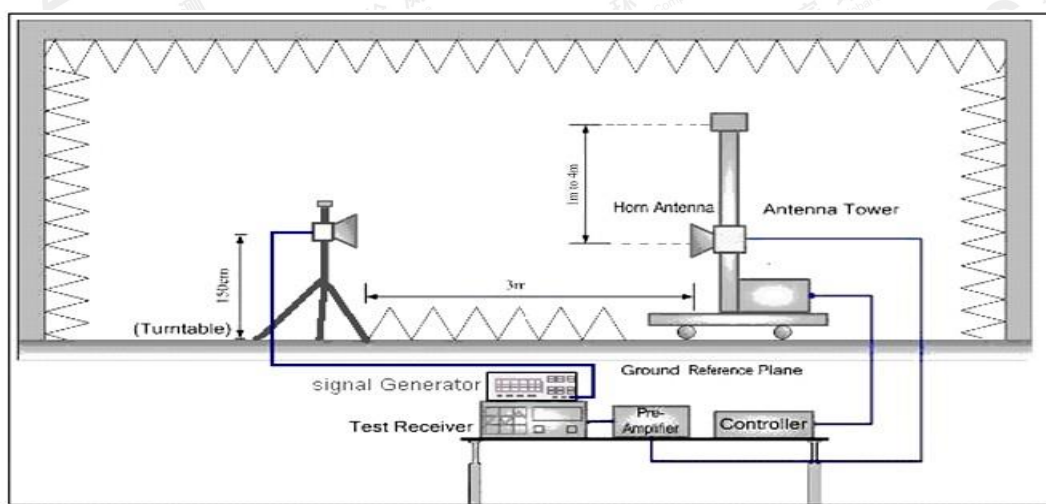 1m to 4m
Horn Antenna
Antenna Tower
150cm
3m
(Turntable)
Ground Reference Plane
signal Generator
Test Receiver
Pre-
Amplifier
Controller